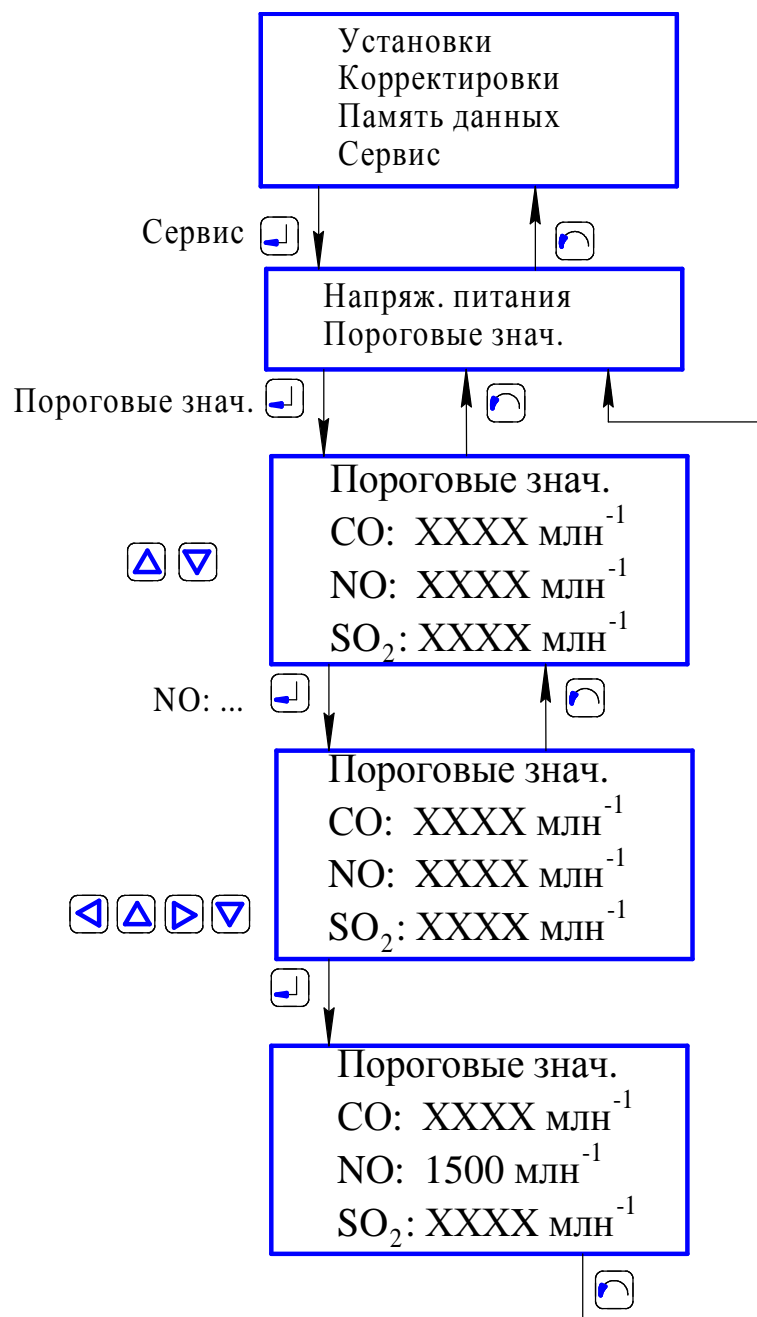 Установки
Корректировки
Память данных
Сервис
Сервис
Напряж. питания
Пороговые знач.
Пороговые знач.
Пороговые знач.
CO: XXXX млн⁻¹
NO: XXXX млн⁻¹
SO₂: XXXX млн⁻¹
NO: ...
Пороговые знач.
CO: XXXX млн⁻¹
NO: XXXX млн⁻¹
SO₂: XXXX млн⁻¹
Пороговые знач.
CO: XXXX млн⁻¹
NO: 1500 млн⁻¹
SO₂: XXXX млн⁻¹